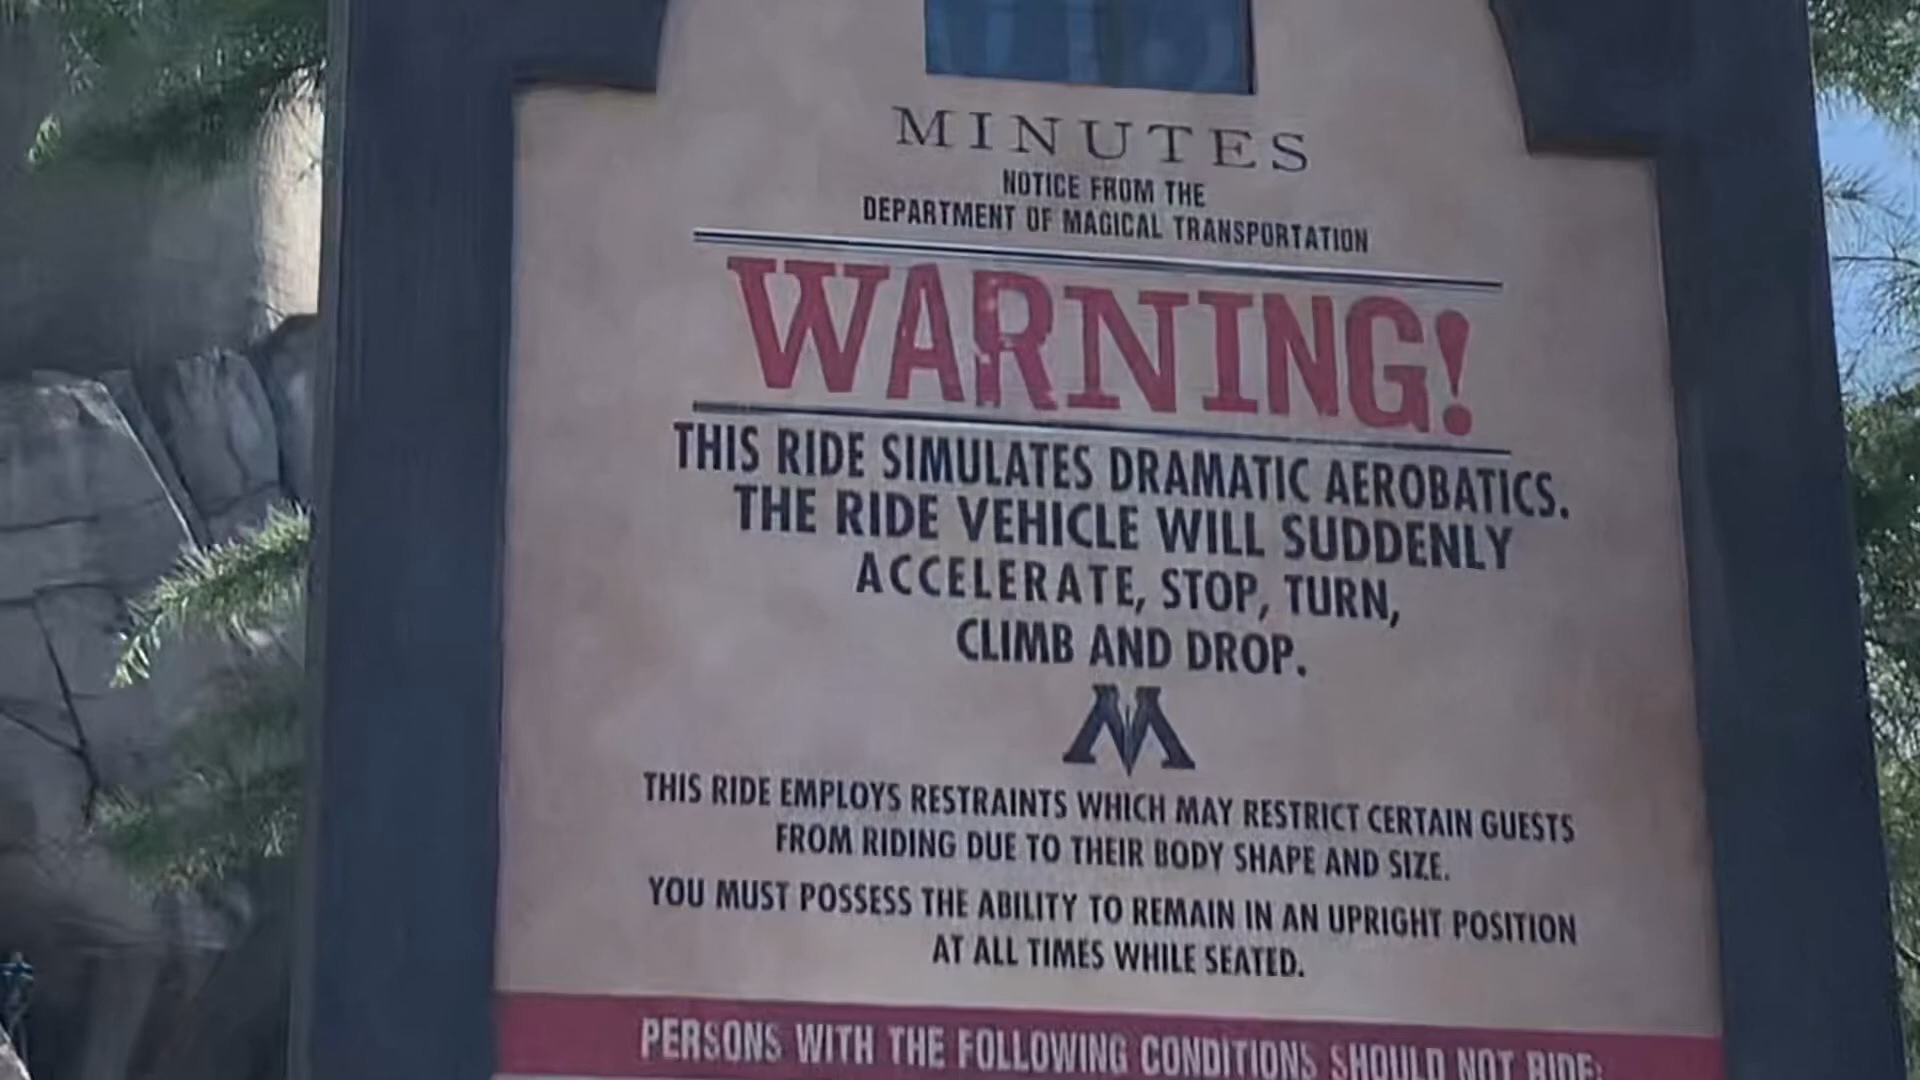 MINUTES
NOTICE FROM THE
DEPARTMENT OF MAGICAL TRANSPORTATION
WARNING!
THIS RIDE SIMULATES DRAMATIC AEROBATICS.
THE RIDE VEHICLE WILL SUDDENLY
ACCELERATE, STOP, TURN,
CLIMB AND DROP.
M
THIS RIDE EMPLOYS RESTRAINTS WHICH MAY RESTRICT CERTAIN GUESTS
FROM RIDING DUE TO THEIR BODY SHAPE AND SIZE.
YOU MUST POSSESS THE ABILITY TO REMAIN IN AN UPRIGHT POSITION
AT ALL TIMES WHILE SEATED.
PERSONS WITH THE FOLLOWING CONDITIONS SHOULD NOT RIDE: